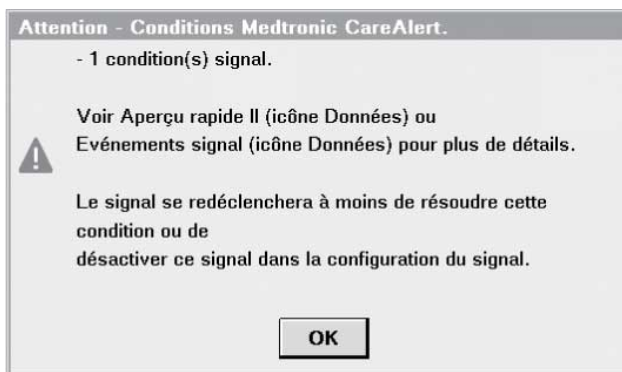 Attention - Conditions Medtronic CareAlert.
- 1 condition(s) signal.
Voir Aperçu rapide II (icône Données) ou
Evénements signal (icône Données) pour plus de détails.
Le signal se redéclenchera à moins de résoudre cette
condition ou de
désactiver ce signal dans la configuration du signal.
OK